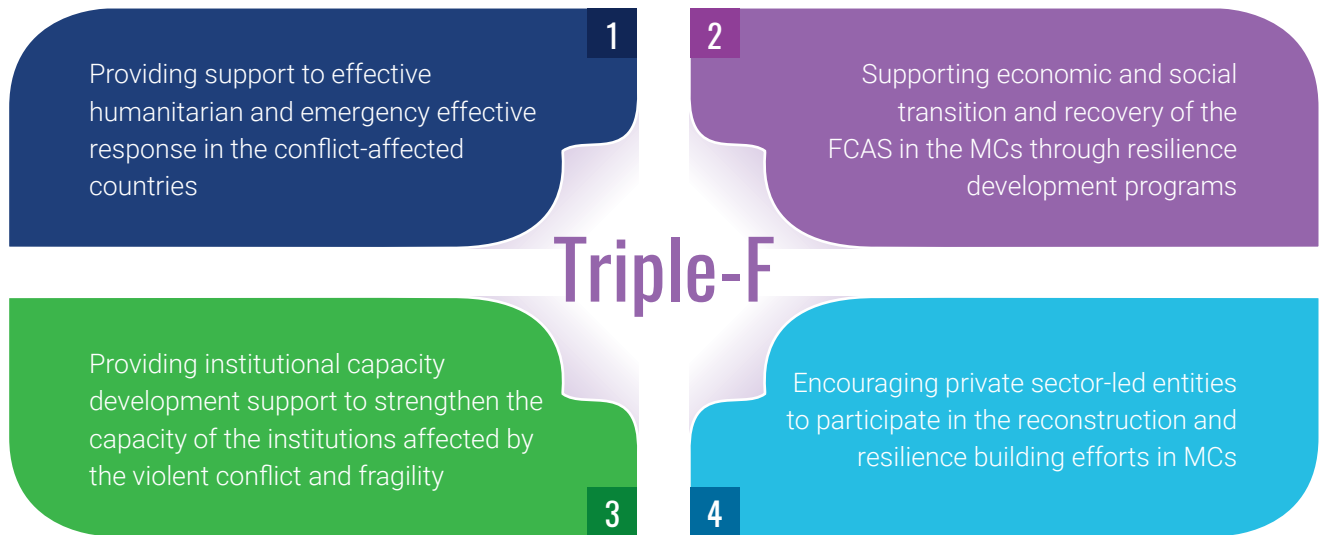 1
Providing support to effective
humanitarian and emergency effective
response in the conflict-affected
countries
2
Supporting economic and social
transition and recovery of the
FCAS in the MCs through resilience
development programs
Triple-F
Providing institutional capacity
development support to strengthen the
capacity of the institutions affected by
the violent conflict and fragility
3
Encouraging private sector-led entities
to participate in the reconstruction and
resilience building efforts in MCs
4